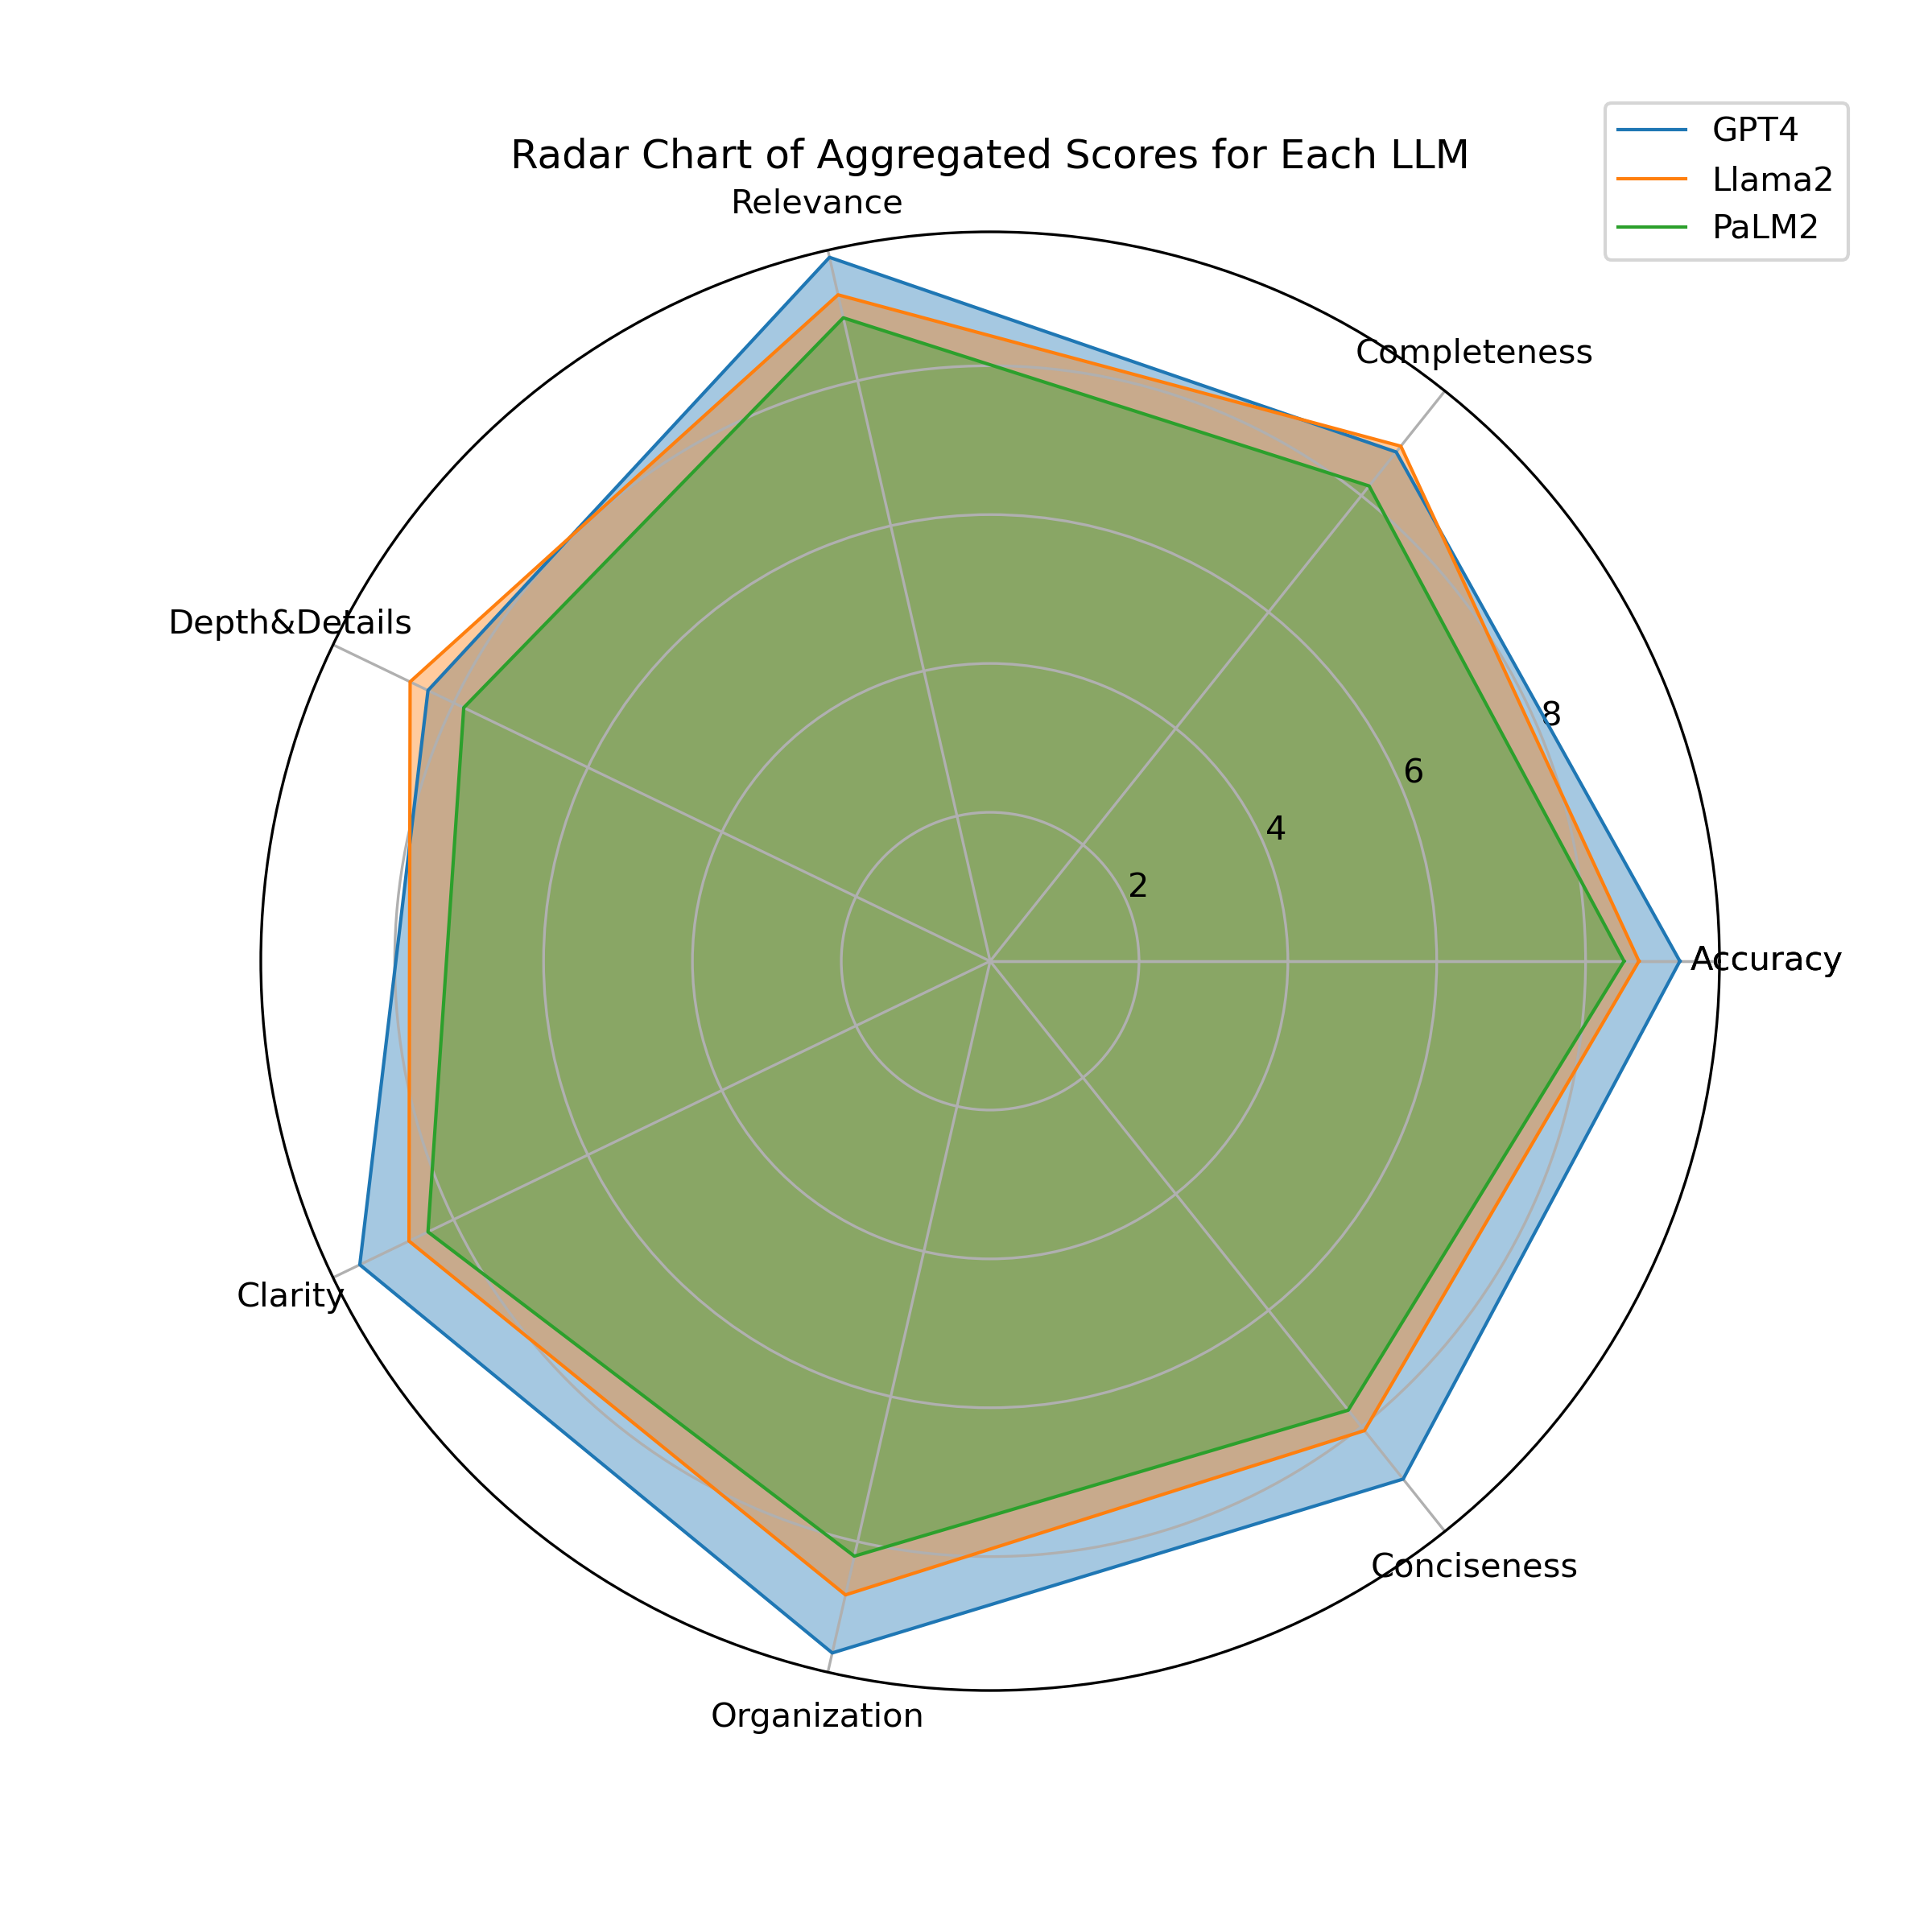 Radar Chart of Aggregated Scores for Each LLM
GPT4
Llama2
PaLM2
Relevance
Completeness
Depth&Details
8
6
4
2
Accuracy
Clarity
Conciseness
Organization